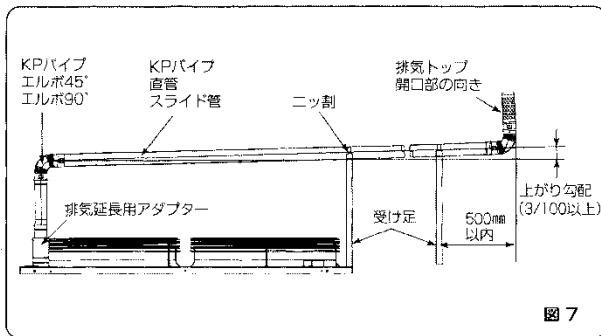 KPパイプ
エルボ45°
エルボ90°
KPパイプ
直管
スライド管
二ッ割
排気トップ
開口部の向き
排気延長用アダプター
受け足
500mm
以内
上がり勾配
(3/100以上)
図7